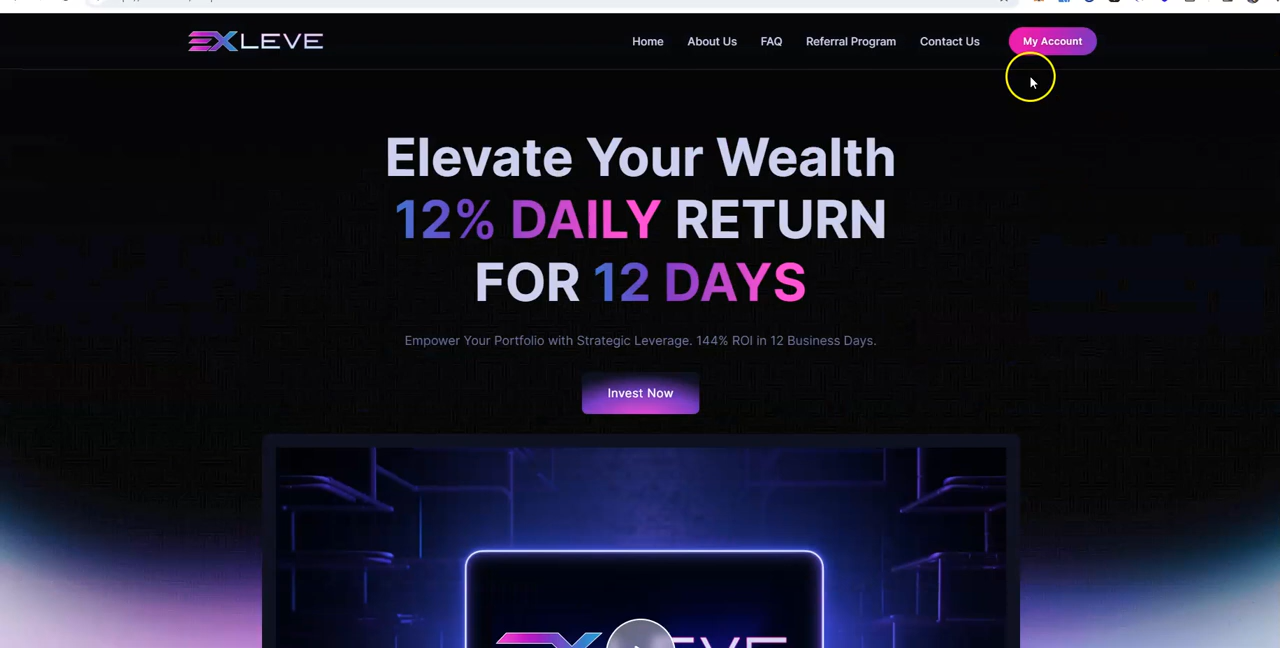 EXLEVE
Home About Us FAQ Referral Program Contact Us My Account
Elevate Your Wealth
12% DAILY RETURN
FOR 12 DAYS
Empower Your Portfolio with Strategic Leverage. 144% ROI in 12 Business Days.
Invest Now
EXLEVE